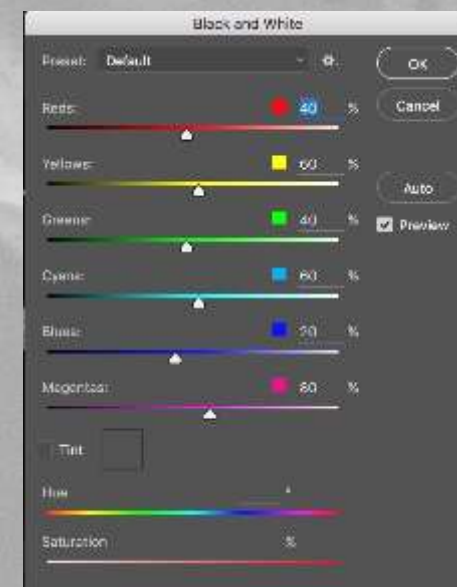 Black and White
Preset: Default
OK
Reds: 40 %
Cancel
Yellows: 60 %
Auto
Greens: 40 %
Preview
Cyans: 60 %
Blues: 20 %
Magentas: 80 %
Tint
Hue °
Saturation %